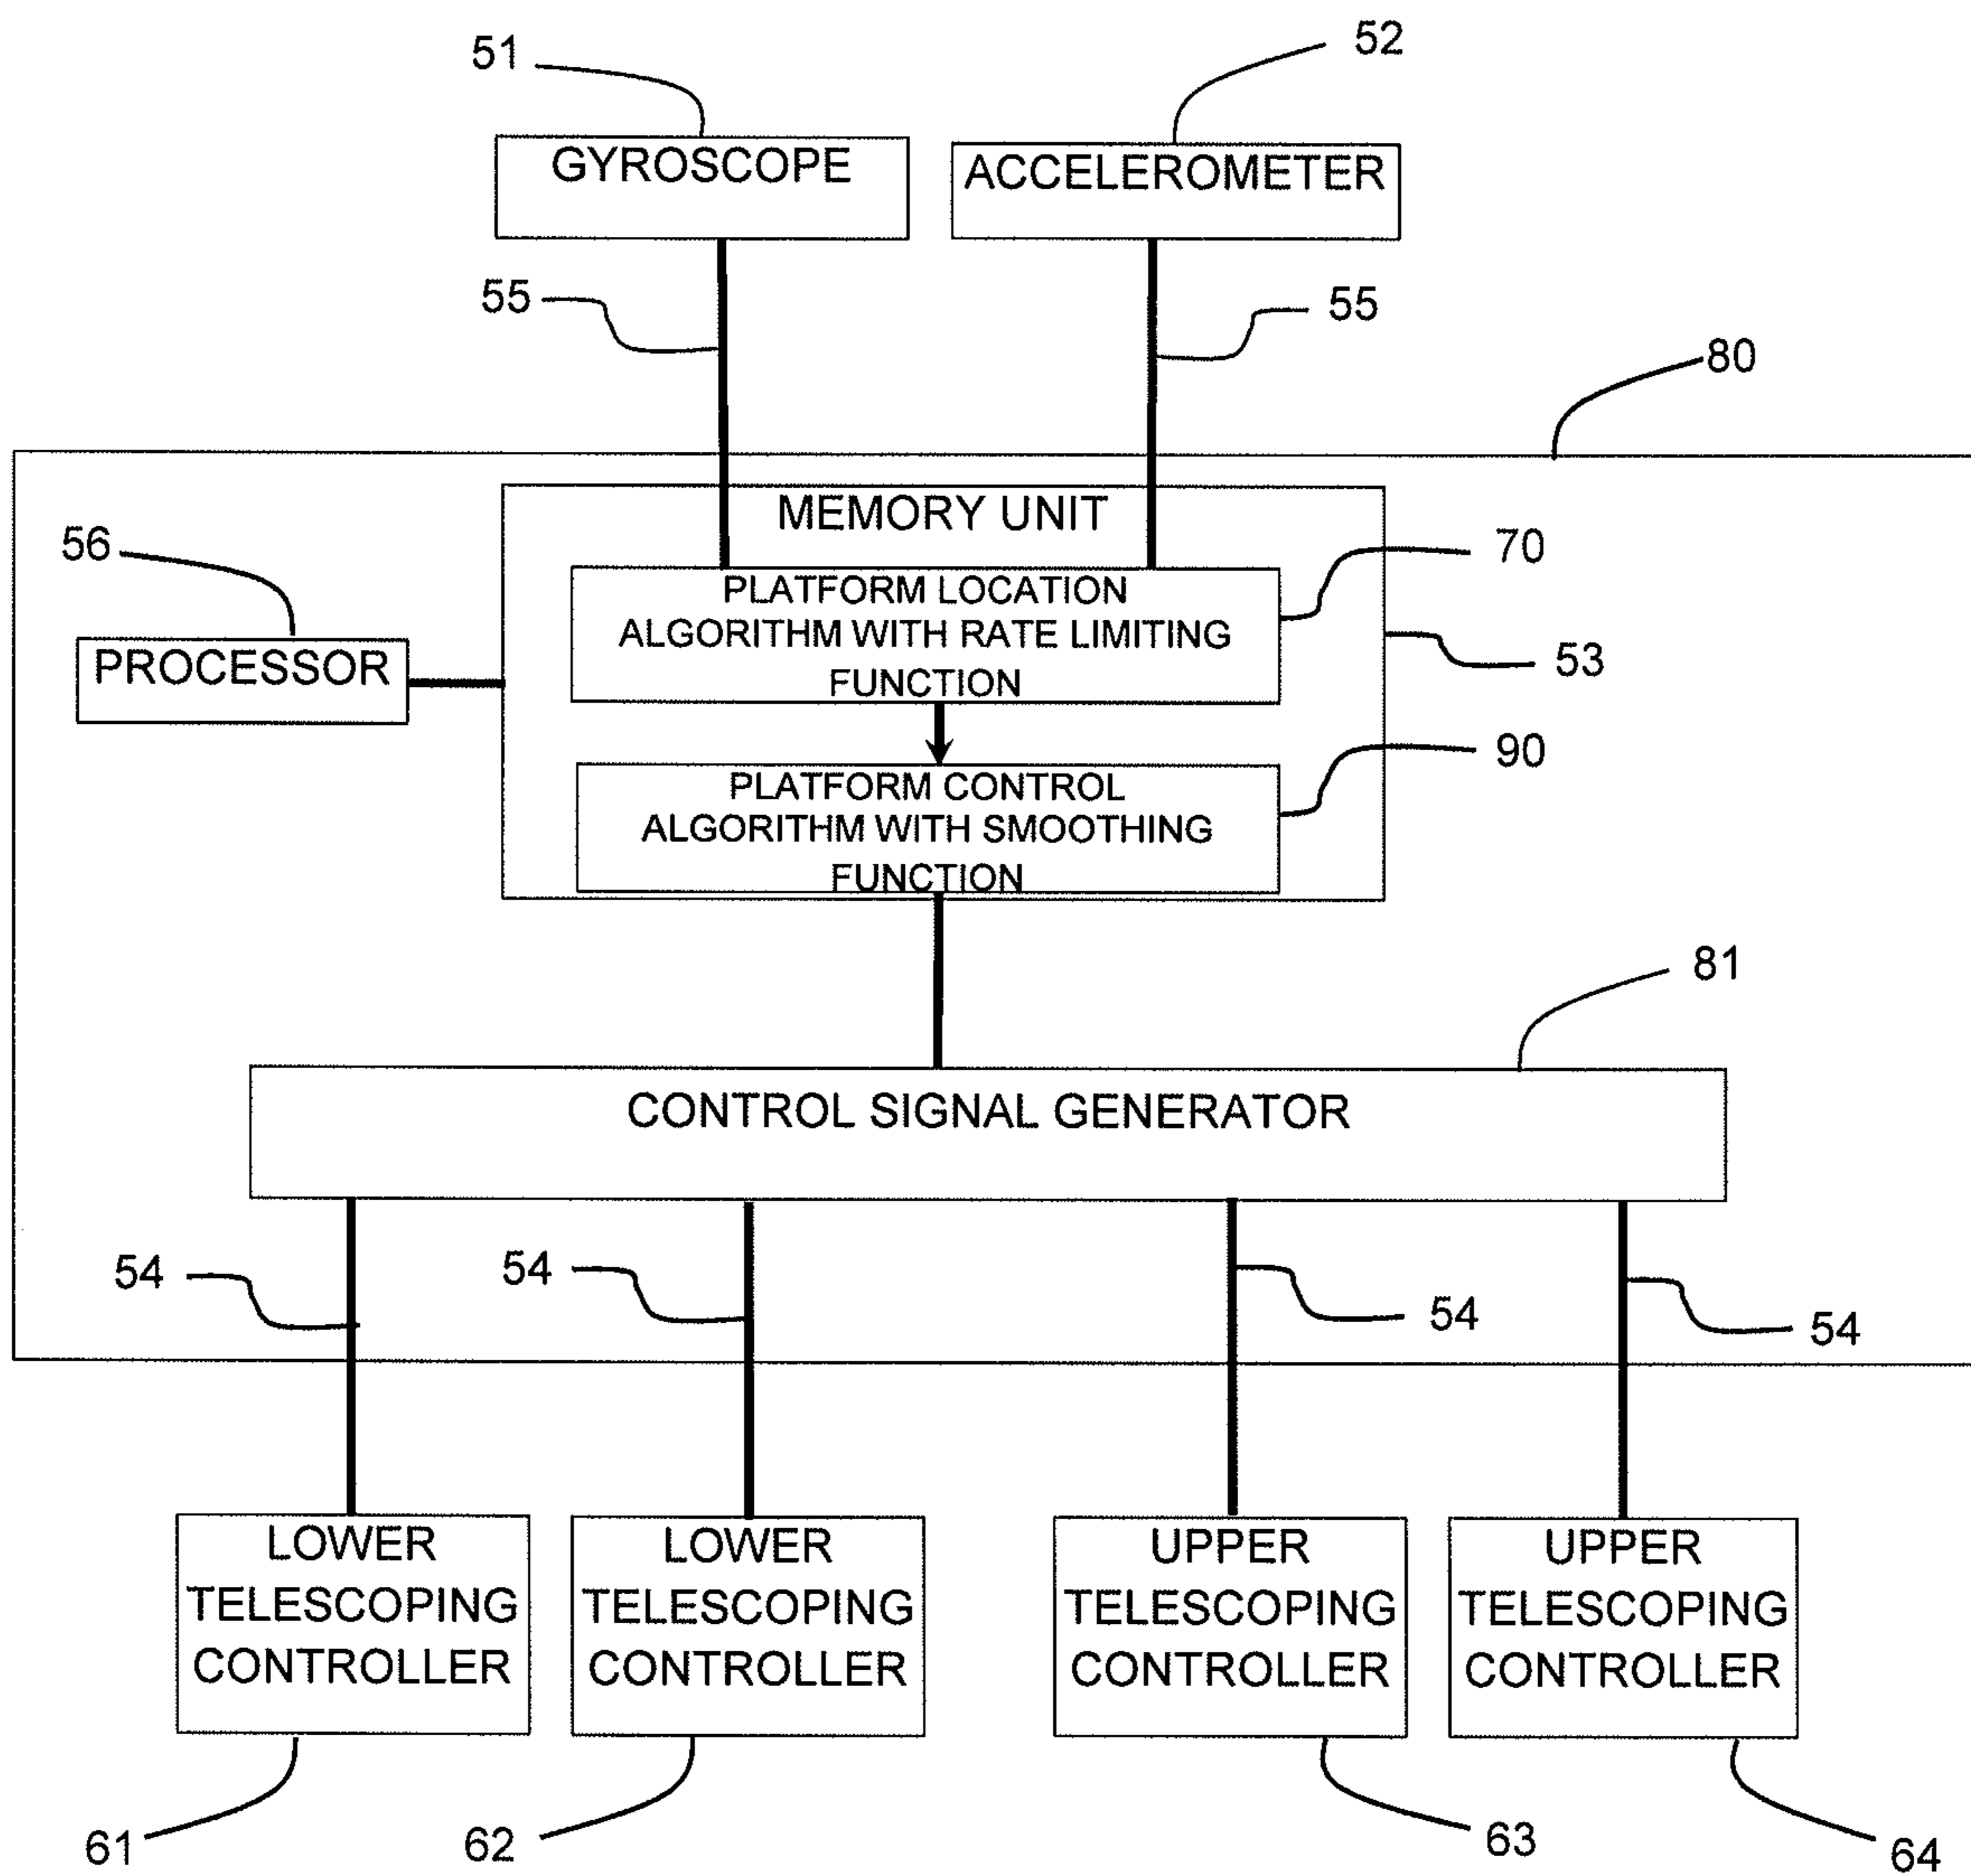 51
52
GYROSCOPE
ACCELEROMETER
55
55
80
MEMORY UNIT
56
70
PLATFORM LOCATION
ALGORITHM WITH RATE LIMITING
FUNCTION
PROCESSOR
53
90
PLATFORM CONTROL
ALGORITHM WITH SMOOTHING
FUNCTION
81
CONTROL SIGNAL GENERATOR
54
54
54
54
LOWER
TELESCOPING
CONTROLLER
LOWER
TELESCOPING
CONTROLLER
UPPER
TELESCOPING
CONTROLLER
UPPER
TELESCOPING
CONTROLLER
61
62
63
64